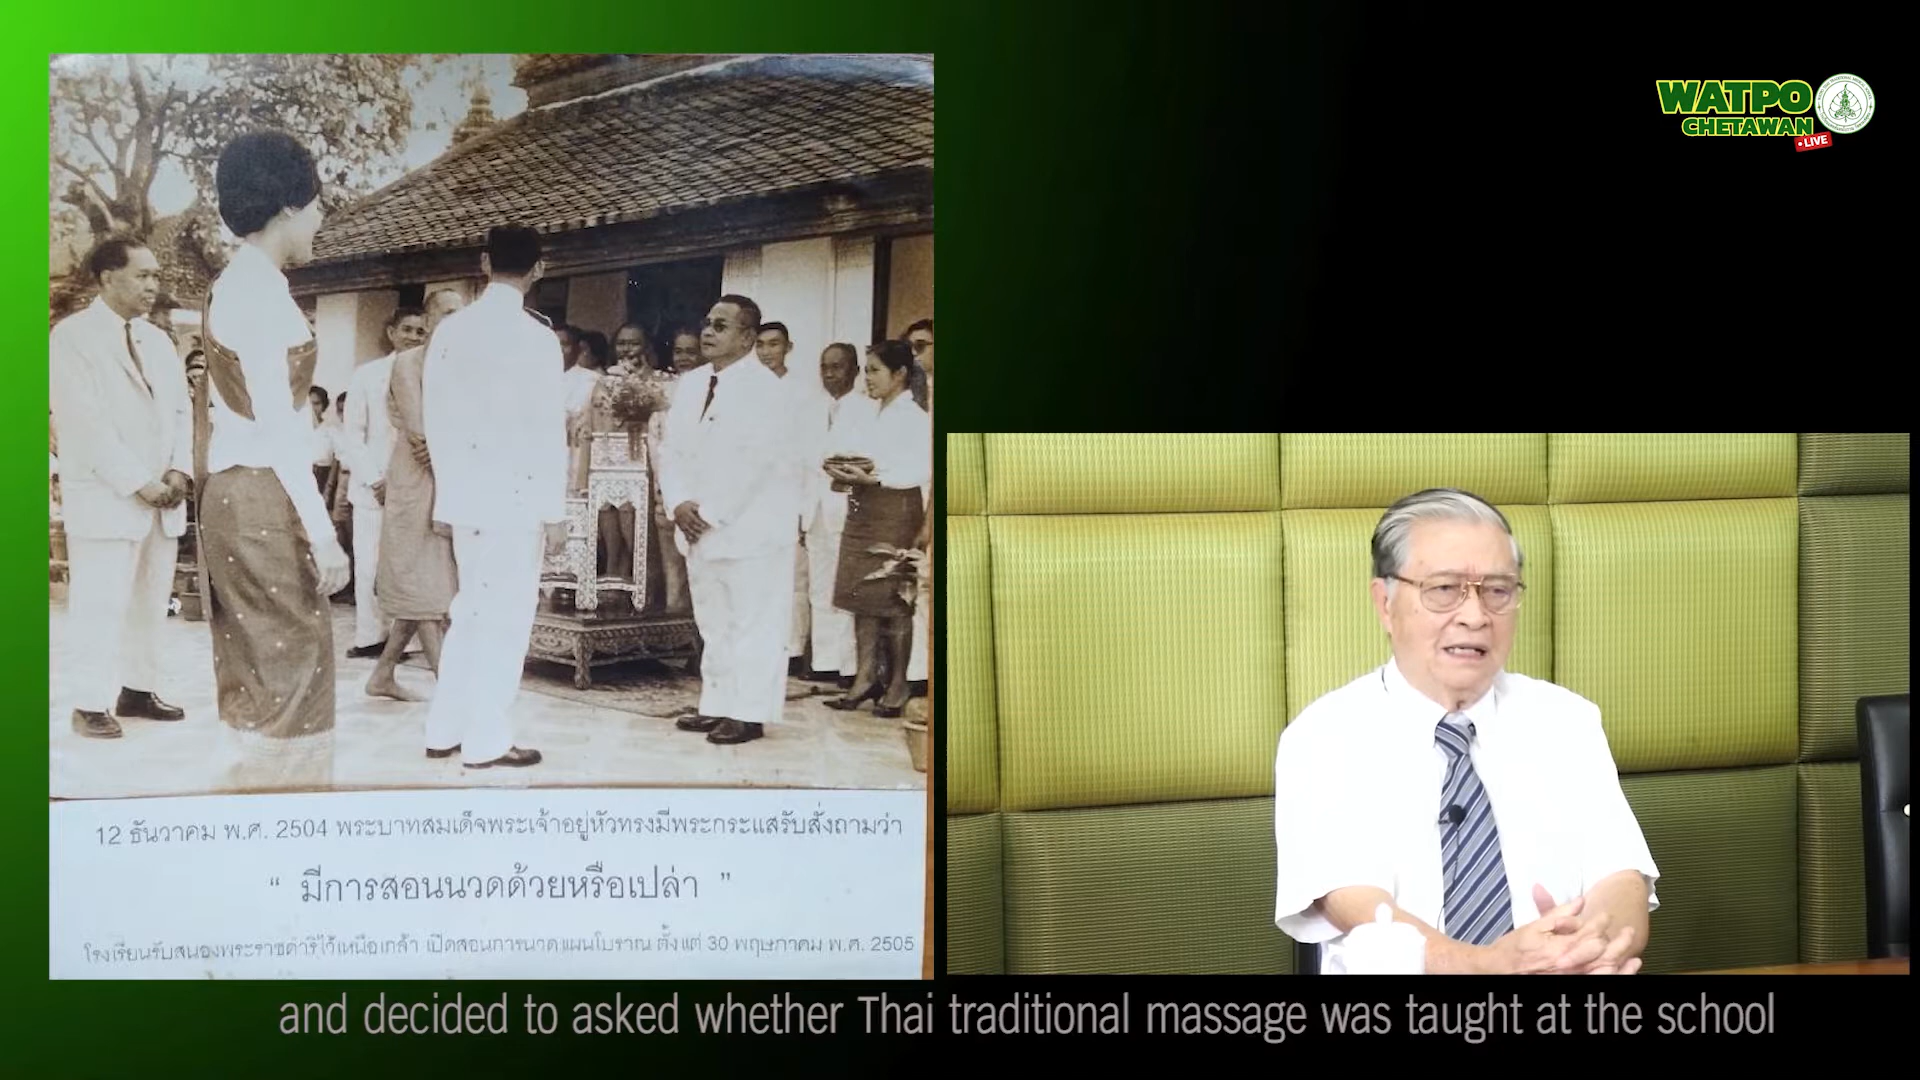 WATPO
CHETAWAN
• LIVE
12 ธันวาคม พ.ศ. 2504 พระบาทสมเด็จพระเจ้าอยู่หัวทรงมีพระกระแสรับสั่งถามว่า
“ มีการสอนนวดด้วยหรือเปล่า ”
โรงเรียนรับสนองพระราชดำริไว้เหนือเกล้า เปิดสอนการนวดแผนโบราณ ตั้งแต่ 30 พฤษภาคม พ.ศ. 2505
and decided to asked whether Thai traditional massage was taught at the school